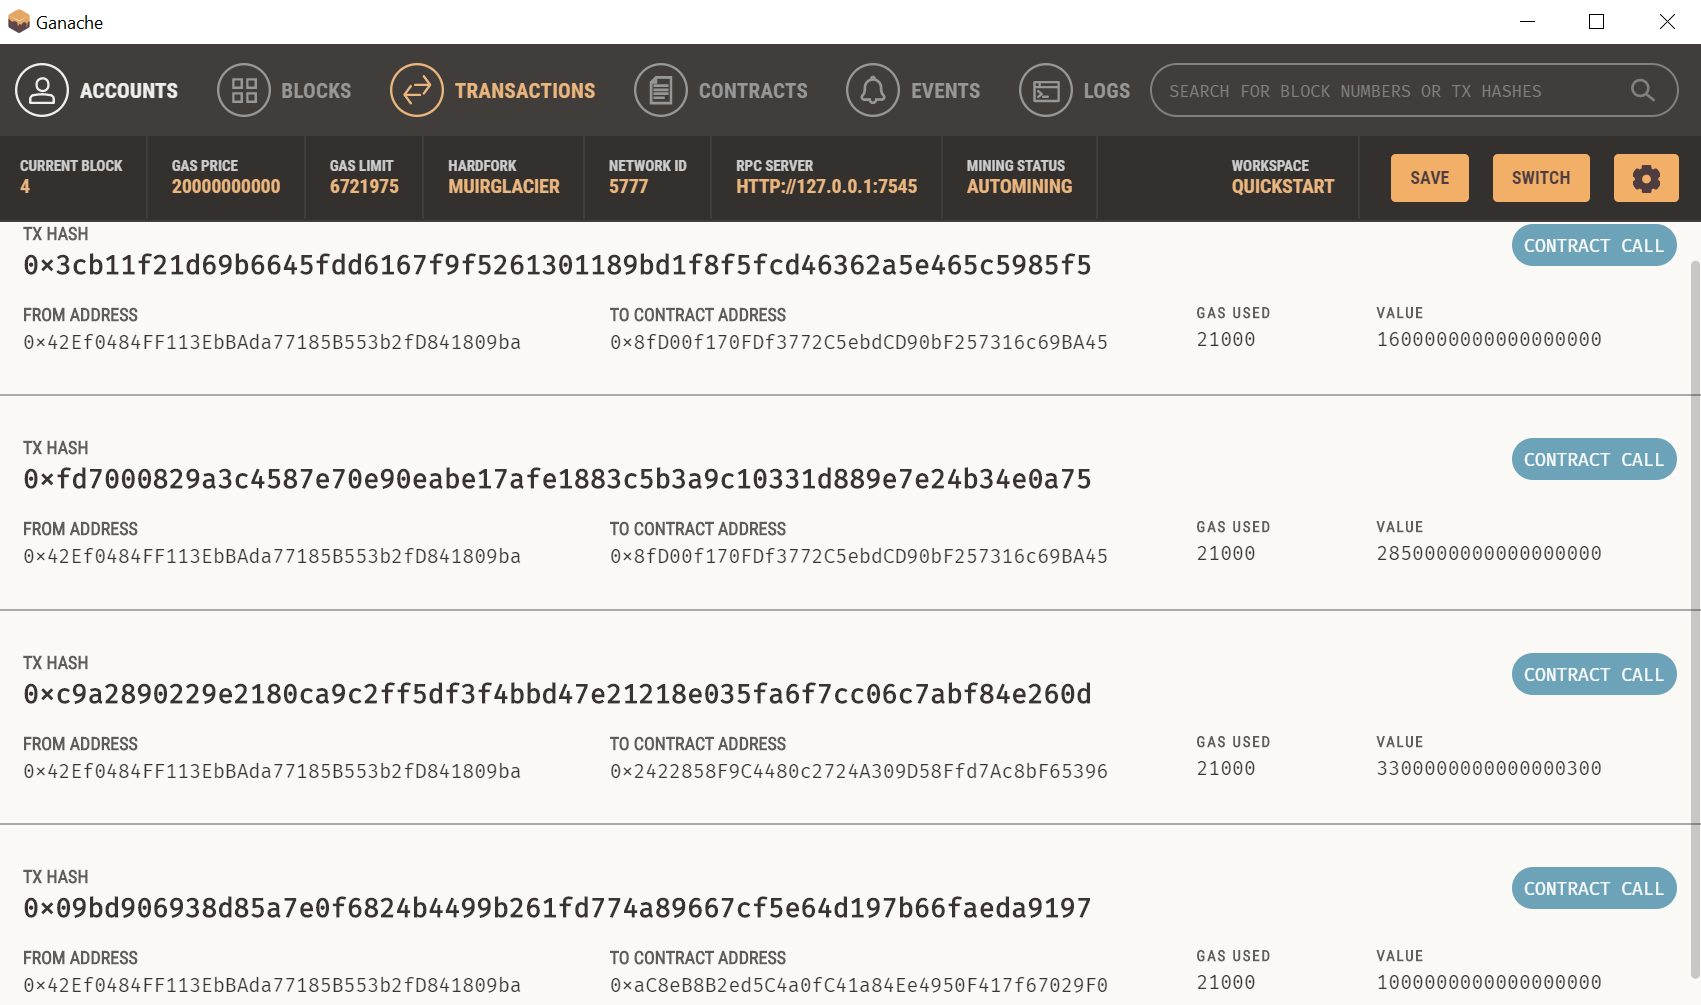 Ganache
ACCOUNTS BLOCKS TRANSACTIONS CONTRACTS EVENTS LOGS SEARCH FOR BLOCK NUMBERS OR TX HASHES
CURRENT BLOCK GAS PRICE GAS LIMIT HARDFORK NETWORK ID RPC SERVER MINING STATUS WORKSPACE
4 20000000000 6721975 MUIRGLACIER 5777 HTTP://127.0.0.1:7545 AUTOMINING QUICKSTART SAVE SWITCH
TX HASH
0×3cb11f21d69b6645fdd6167f9f5261301189bd1f8f5fcd46362a5e465c5985f5 CONTRACT CALL
FROM ADDRESS TO CONTRACT ADDRESS GAS USED VALUE
0×42Ef0484FF113EbBAda77185B553b2fD841809ba 0×8fD00f170FDf3772C5ebdCD90bF257316c69BA45 21000 1600000000000000000
TX HASH
0×fd7000829a3c4587e70e90eabe17afe1883c5b3a9c10331d889e7e24b34e0a75 CONTRACT CALL
FROM ADDRESS TO CONTRACT ADDRESS GAS USED VALUE
0×42Ef0484FF113EbBAda77185B553b2fD841809ba 0×8fD00f170FDf3772C5ebdCD90bF257316c69BA45 21000 2850000000000000000
TX HASH
0×c9a2890229e2180ca9c2ff5df3f4bbd47e21218e035fa6f7cc06c7abf84e260d CONTRACT CALL
FROM ADDRESS TO CONTRACT ADDRESS GAS USED VALUE
0×42Ef0484FF113EbBAda77185B553b2fD841809ba 0×2422858F9C4480c2724A309D58Ffd7Ac8bF65396 21000 3300000000000000300
TX HASH
0×09bd906938d85a7e0f6824b4499b261fd774a89667cf5e64d197b66faeda9197 CONTRACT CALL
FROM ADDRESS TO CONTRACT ADDRESS GAS USED VALUE
0×42Ef0484FF113EbBAda77185B553b2fD841809ba 0×aC8eB8B2ed5C4a0fC41a84Ee4950F417f67029F0 21000 1000000000000000000